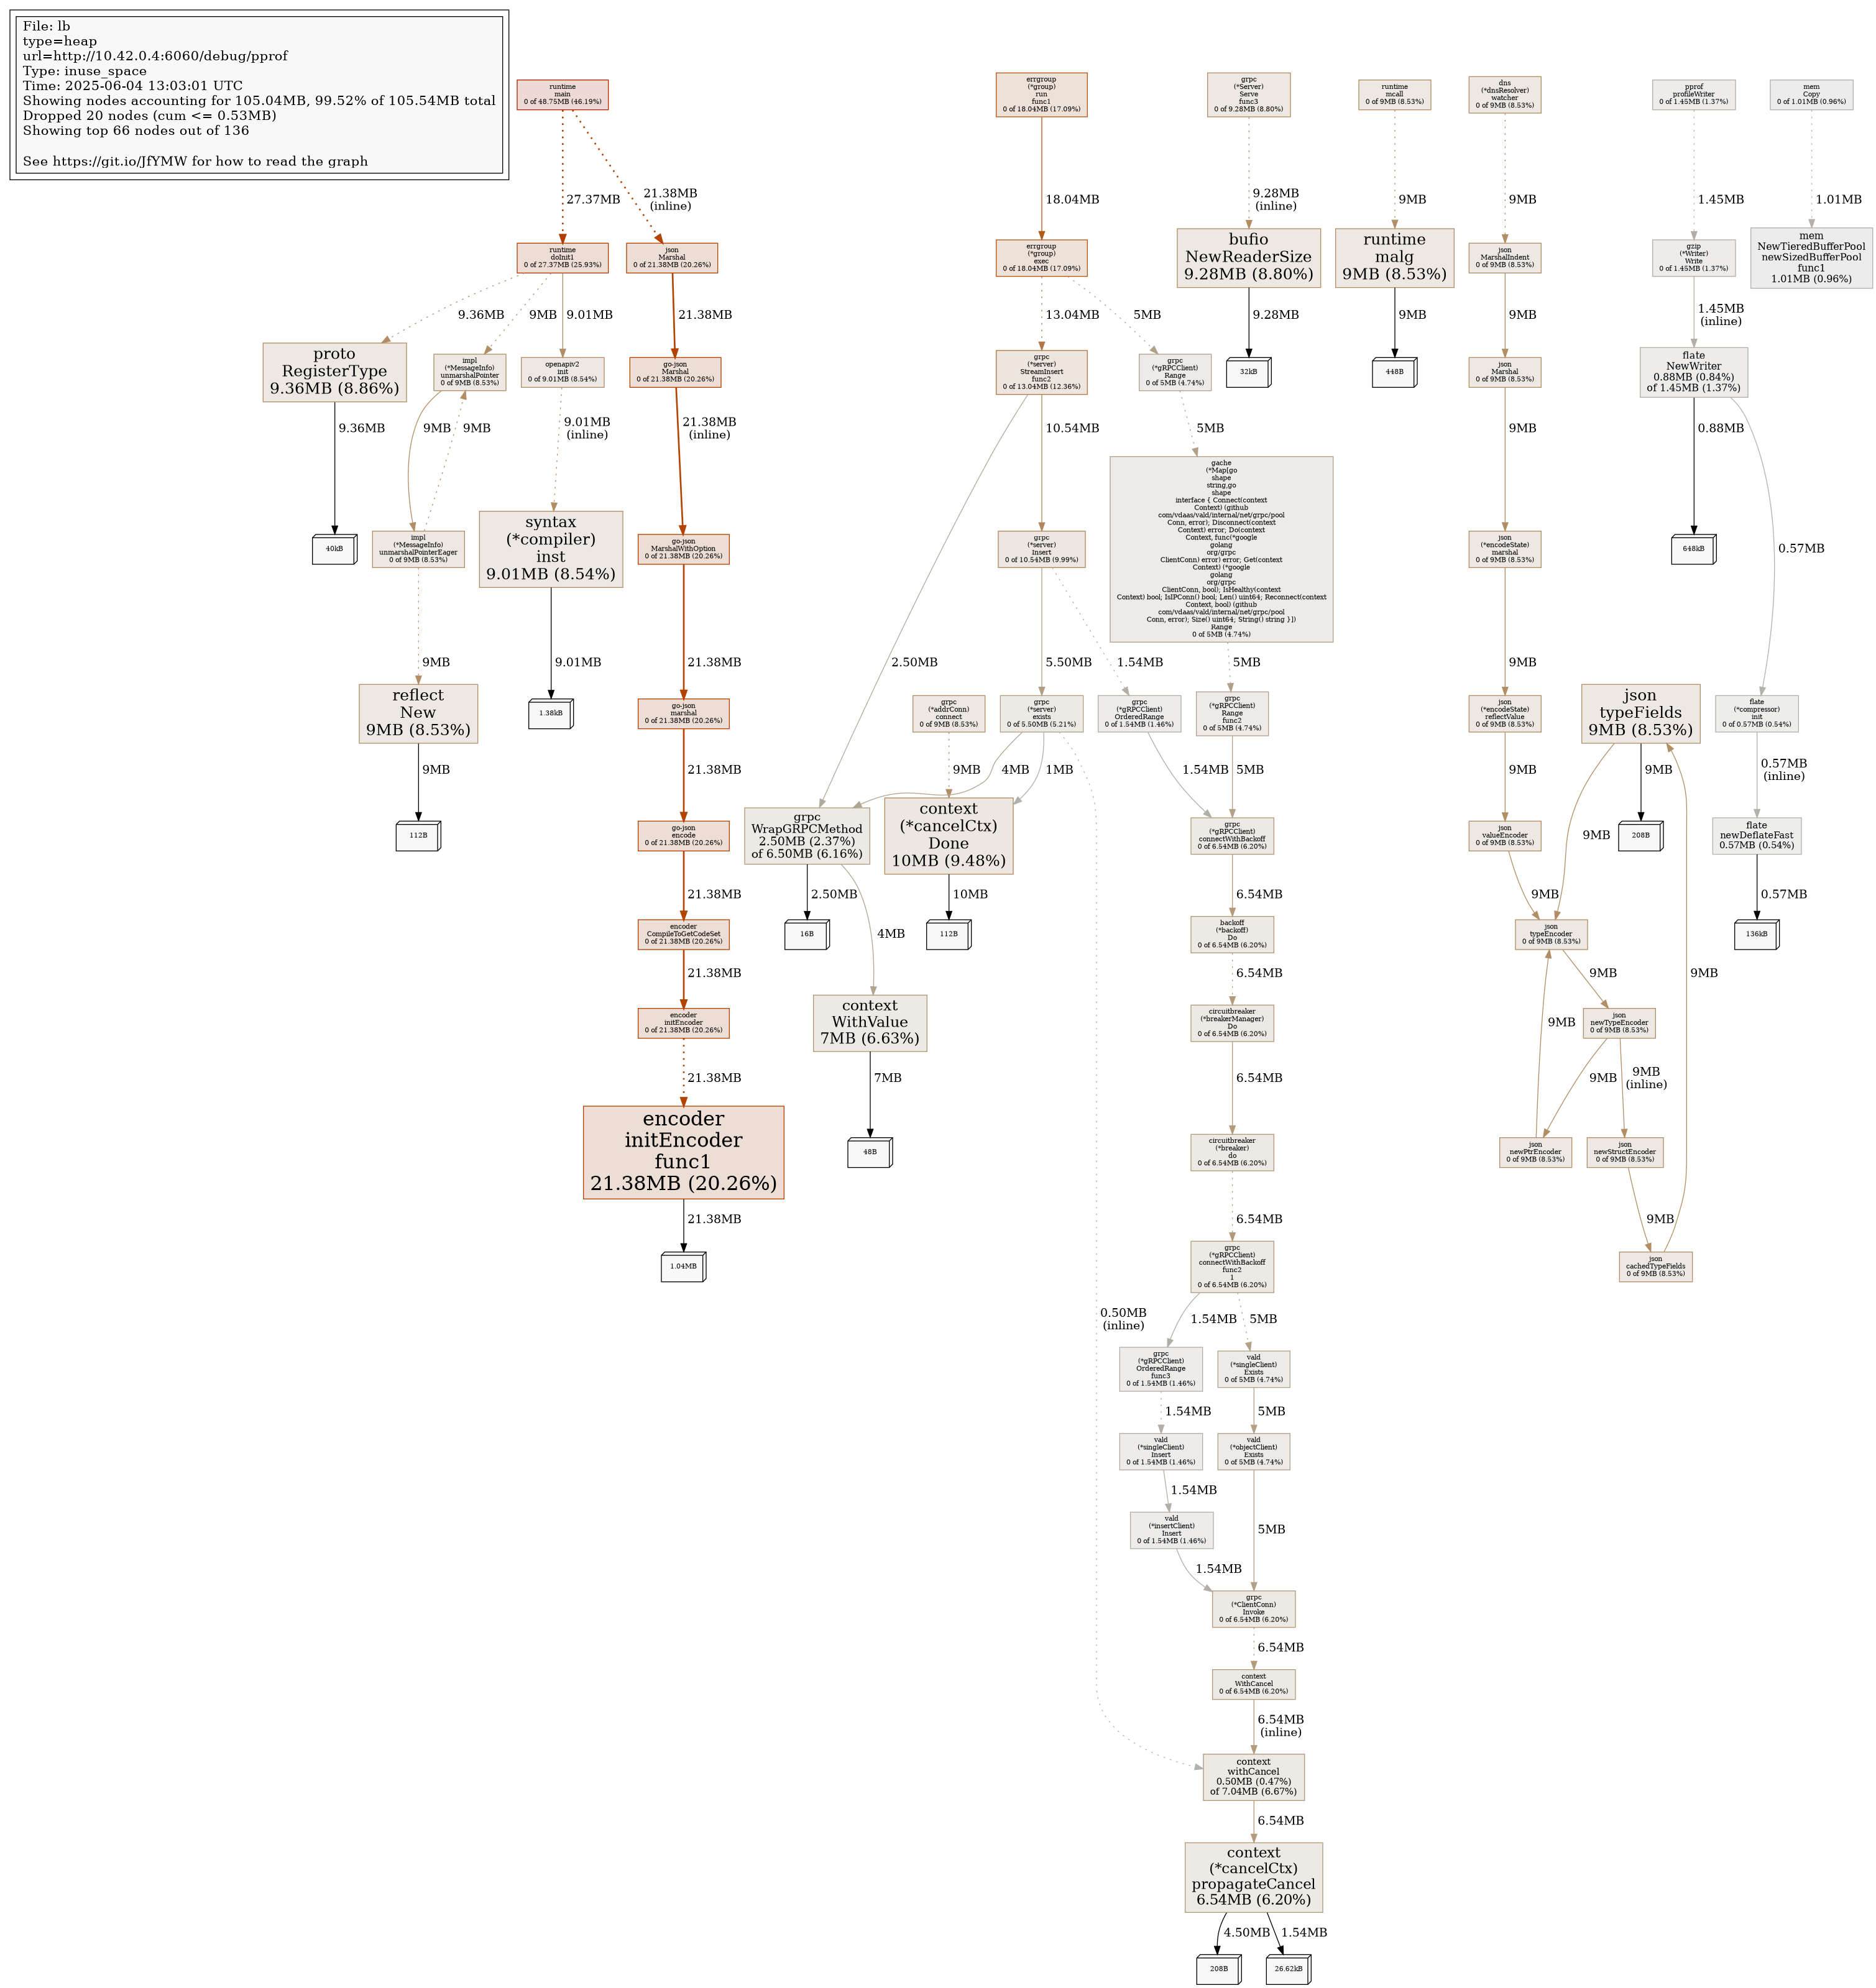 File: lb
type=heap
url=http://10.42.0.4:6060/debug/pprof
Type: inuse_space
Time: 2025-06-04 13:03:01 UTC
Showing nodes accounting for 105.04MB, 99.52% of 105.54MB total
Dropped 20 nodes (cum <= 0.53MB)
Showing top 66 nodes out of 136
See https://git.io/JfYMW for how to read the graph
runtime
main
0 of 48.75MB (46.19%)
27.37MB
21.38MB
(inline)
runtime
doInit1
0 of 27.37MB (25.93%)
json
Marshal
0 of 21.38MB (20.26%)
9.36MB
9MB
9.01MB
21.38MB
proto
RegisterType
9.36MB (8.86%)
impl
(*MessageInfo)
unmarshalPointer
0 of 9MB (8.53%)
openapiv2
init
0 of 9.01MB (8.54%)
go-json
Marshal
0 of 21.38MB (20.26%)
9.36MB
9MB
9MB
9.01MB
(inline)
21.38MB
(inline)
40kB
impl
(*MessageInfo)
unmarshalPointerEager
0 of 9MB (8.53%)
syntax
(*compiler)
inst
9.01MB (8.54%)
go-json
MarshalWithOption
0 of 21.38MB (20.26%)
9MB
9.01MB
21.38MB
reflect
New
9MB (8.53%)
1.38kB
go-json
marshal
0 of 21.38MB (20.26%)
9MB
21.38MB
112B
go-json
encode
0 of 21.38MB (20.26%)
21.38MB
encoder
CompileToGetCodeSet
0 of 21.38MB (20.26%)
21.38MB
encoder
initEncoder
0 of 21.38MB (20.26%)
21.38MB
encoder
initEncoder
func1
21.38MB (20.26%)
21.38MB
1.04MB
errgroup
(*group)
run
func1
0 of 18.04MB (17.09%)
18.04MB
errgroup
(*group)
exec
0 of 18.04MB (17.09%)
13.04MB
5MB
grpc
(*server)
StreamInsert
func2
0 of 13.04MB (12.36%)
grpc
(*gRPCClient)
Range
0 of 5MB (4.74%)
10.54MB
5MB
grpc
(*server)
Insert
0 of 10.54MB (9.99%)
gache
(*Map[go
shape
string,go
shape
interface { Connect(context
Context) (github
com/vdaas/vald/internal/net/grpc/pool
Conn, error); Disconnect(context
Context) error; Do(context
Context, func(*google
golang
org/grpc
ClientConn) error) error; Get(context
Context) (*google
golang
org/grpc
ClientConn, bool); IsHealthy(context
Context) bool; IsIPConn() bool; Len() uint64; Reconnect(context
Context, bool) (github
com/vdaas/vald/internal/net/grpc/pool
Conn, error); Size() uint64; String() string }])
Range
0 of 5MB (4.74%)
2.50MB
5.50MB
1.54MB
5MB
grpc
(*addrConn)
connect
0 of 9MB (8.53%)
grpc
(*server)
exists
0 of 5.50MB (5.21%)
grpc
(*gRPCClient)
OrderedRange
0 of 1.54MB (1.46%)
grpc
(*gRPCClient)
Range
func2
0 of 5MB (4.74%)
9MB
4MB
1MB
1.54MB
5MB
grpc
WrapGRPCMethod
2.50MB (2.37%)
of 6.50MB (6.16%)
context
(*cancelCtx)
Done
10MB (9.48%)
grpc
(*gRPCClient)
connectWithBackoff
0 of 6.54MB (6.20%)
2.50MB
10MB
6.54MB
16B
4MB
112B
backoff
(*backoff)
Do
0 of 6.54MB (6.20%)
6.54MB
context
WithValue
7MB (6.63%)
circuitbreaker
(*breakerManager)
Do
0 of 6.54MB (6.20%)
7MB
6.54MB
48B
circuitbreaker
(*breaker)
do
0 of 6.54MB (6.20%)
6.54MB
grpc
(*gRPCClient)
connectWithBackoff
func2
1
0 of 6.54MB (6.20%)
0.50MB
(inline)
1.54MB
5MB
grpc
(*gRPCClient)
OrderedRange
func3
0 of 1.54MB (1.46%)
vald
(*singleClient)
Exists
0 of 5MB (4.74%)
1.54MB
5MB
vald
(*singleClient)
Insert
0 of 1.54MB (1.46%)
vald
(*objectClient)
Exists
0 of 5MB (4.74%)
1.54MB
vald
(*insertClient)
Insert
0 of 1.54MB (1.46%)
5MB
1.54MB
grpc
(*ClientConn)
Invoke
0 of 6.54MB (6.20%)
6.54MB
context
WithCancel
0 of 6.54MB (6.20%)
6.54MB
(inline)
context
withCancel
0.50MB (0.47%)
of 7.04MB (6.67%)
6.54MB
context
(*cancelCtx)
propagateCancel
6.54MB (6.20%)
4.50MB
1.54MB
208B
26.62kB
grpc
(*Server)
Serve
func3
0 of 9.28MB (8.80%)
9.28MB
(inline)
bufio
NewReaderSize
9.28MB (8.80%)
9.28MB
32kB
runtime
mcall
0 of 9MB (8.53%)
9MB
runtime
malg
9MB (8.53%)
9MB
448B
dns
(*dnsResolver)
watcher
0 of 9MB (8.53%)
9MB
json
MarshalIndent
0 of 9MB (8.53%)
9MB
json
Marshal
0 of 9MB (8.53%)
9MB
json
(*encodeState)
marshal
0 of 9MB (8.53%)
9MB
json
(*encodeState)
reflectValue
0 of 9MB (8.53%)
json
typeFields
9MB (8.53%)
9MB
9MB
json
valueEncoder
0 of 9MB (8.53%)
9MB
208B
9MB
json
typeEncoder
0 of 9MB (8.53%)
9MB
9MB
json
newTypeEncoder
0 of 9MB (8.53%)
9MB
9MB
9MB
(inline)
json
newPtrEncoder
0 of 9MB (8.53%)
json
newStructEncoder
0 of 9MB (8.53%)
9MB
json
cachedTypeFields
0 of 9MB (8.53%)
pprof
profileWriter
0 of 1.45MB (1.37%)
1.45MB
gzip
(*Writer)
Write
0 of 1.45MB (1.37%)
1.45MB
(inline)
flate
NewWriter
0.88MB (0.84%)
of 1.45MB (1.37%)
0.88MB
648kB
0.57MB
flate
(*compressor)
init
0 of 0.57MB (0.54%)
0.57MB
(inline)
flate
newDeflateFast
0.57MB (0.54%)
0.57MB
136kB
mem
Copy
0 of 1.01MB (0.96%)
1.01MB
mem
NewTieredBufferPool
newSizedBufferPool
func1
1.01MB (0.96%)